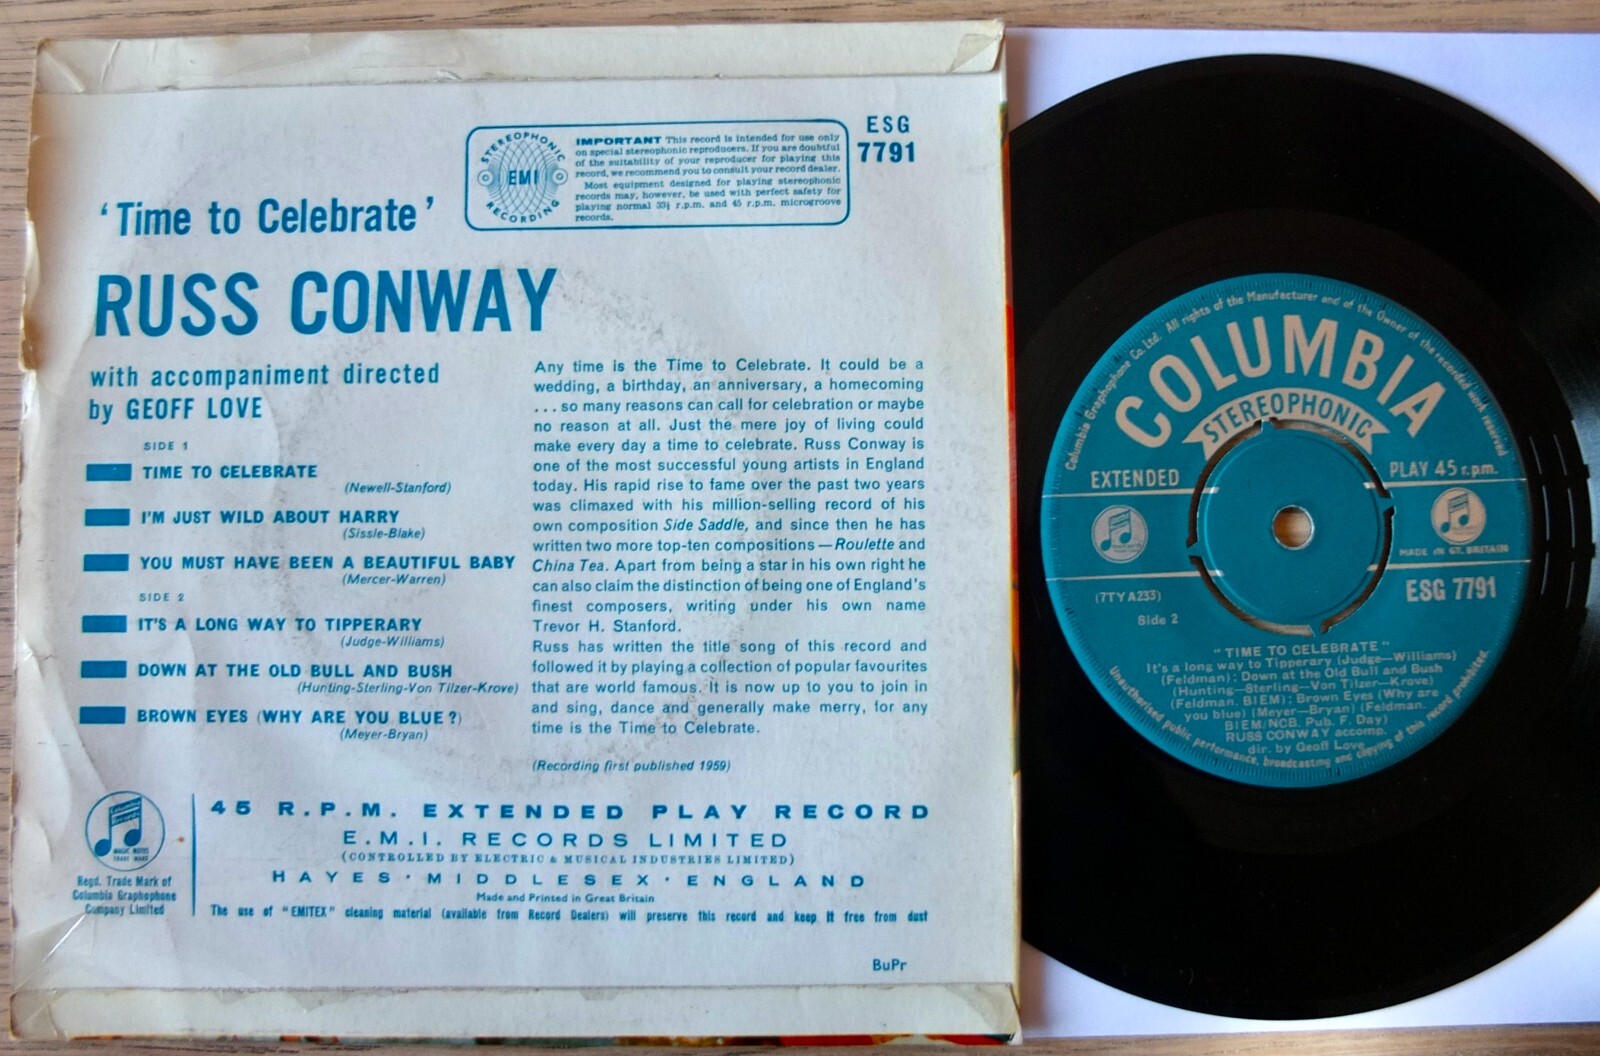 ESG
7791
STEREOPHONIC
EMI
RECORDING
IMPORTANT This record is intended for use only
on special stereophonic reproducers. If you are doubtful
of the suitability of your reproducer for playing this
record, we recommend you to consult your record dealer.
Most equipment designed for playing stereophonic
records may, however, be used with perfect safety for
playing normal 33⅓ r.p.m. and 45 r.p.m. microgroove
records.
'Time to Celebrate'
RUSS CONWAY
with accompaniment directed
by GEOFF LOVE
SIDE 1
TIME TO CELEBRATE
(Newell-Stanford)
I'M JUST WILD ABOUT HARRY
(Sissle-Blake)
YOU MUST HAVE BEEN A BEAUTIFUL BABY
(Mercer-Warren)
SIDE 2
IT'S A LONG WAY TO TIPPERARY
(Judge-Williams)
DOWN AT THE OLD BULL AND BUSH
(Hunting-Sterling-Von Tilzer-Krove)
BROWN EYES (WHY ARE YOU BLUE?)
(Meyer-Bryan)
Any time is the Time to Celebrate. It could be a
wedding, a birthday, an anniversary, a homecoming
...so many reasons can call for celebration or maybe
no reason at all. Just the mere joy of living could
make every day a time to celebrate. Russ Conway is
one of the most successful young artists in England
today. His rapid rise to fame over the past two years
was climaxed with his million-selling record of his
own composition Side Saddle, and since then he has
written two more top-ten compositions—Roulette and
China Tea. Apart from being a star in his own right he
can also claim the distinction of being one of England's
finest composers, writing under his own name
Trevor H. Stanford.
Russ has written the title song of this record and
followed it by playing a collection of popular favourites
that are world famous. It is now up to you to join in
and sing, dance and generally make merry, for any
time is the Time to Celebrate.
(Recording first published 1959)
Columbia
Records
MAGIC NOTES
TRADE MARK
Regd. Trade Mark of
Columbia Graphophone
Company Limited
45 R.P.M. EXTENDED PLAY RECORD
E.M.I. RECORDS LIMITED
(CONTROLLED BY ELECTRIC & MUSICAL INDUSTRIES LIMITED)
HAYES · MIDDLESEX · ENGLAND
Made and Printed in Great Britain
The use of "EMITEX" cleaning material (available from Record Dealers) will preserve this record and keep it free from dust
BuPr
Columbia Graphophone Co. Ltd. All rights of the Manufacturer and of the Owner of the recorded work reserved
COLUMBIA
STEREOPHONIC
EXTENDED
PLAY 45 r.p.m.
MADE IN GT. BRITAIN
(7TYA233)
Side 2
ESG 7791
"TIME TO CELEBRATE"
It's a long way to Tipperary (Judge—Williams)
(Feldman); Down at the Old Bull and Bush
(Hunting—Sterling—Von Tilzer—Krove)
(Feldman. BIEM); Brown Eyes (Why are
you blue) (Meyer—Bryan) (Feldman.
BIEM/NCB. Pub. F. Day)
RUSS CONWAY accomp.
dir. by Geoff Love
Unauthorised public performance, broadcasting and copying of this record prohibited.